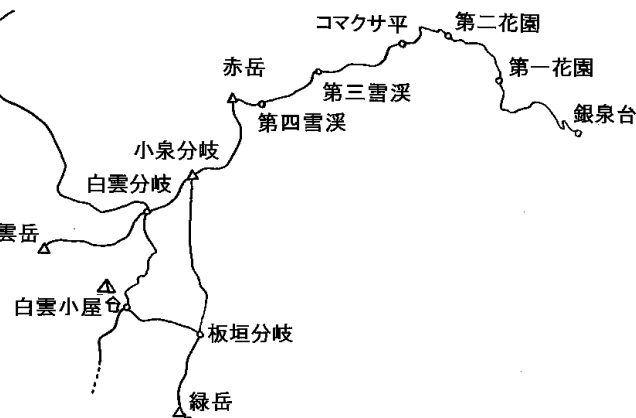 コマクサ平
第二花園
赤岳
第一花園
第三雪渓
第四雪渓
銀泉台
小泉分岐
白雲分岐
雲岳
白雲小屋
板垣分岐
緑岳